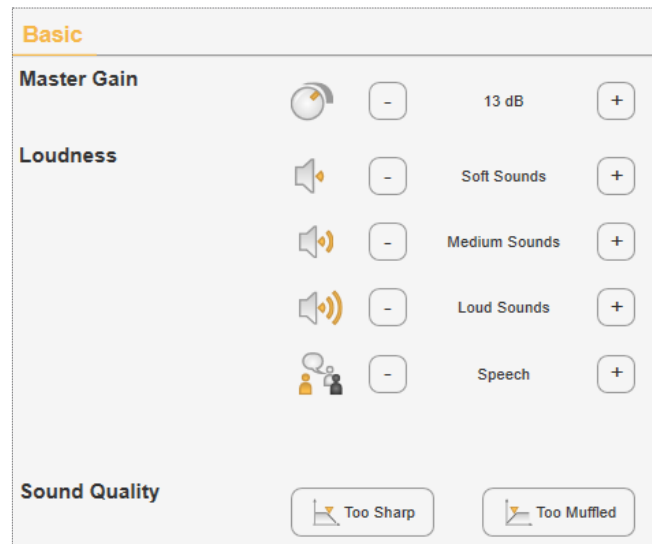 Basic
Master Gain
- 13 dB +
Loudness
- Soft Sounds +
- Medium Sounds +
- Loud Sounds +
- Speech +
Sound Quality
Too Sharp Too Muffled